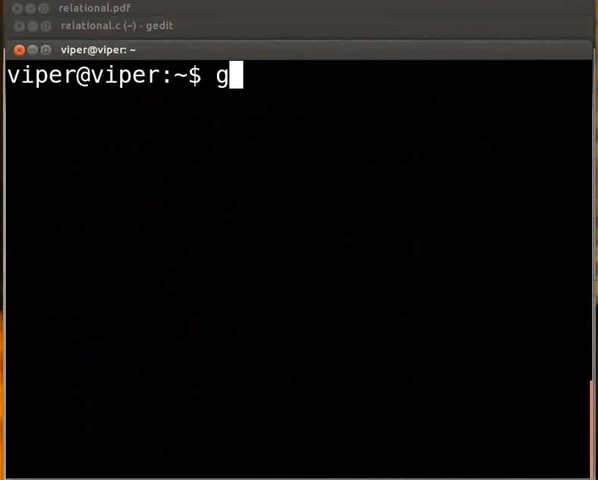 relational.pdf
relational.c (~) - gedit
viper@viper: ~
viper@viper:~$ g